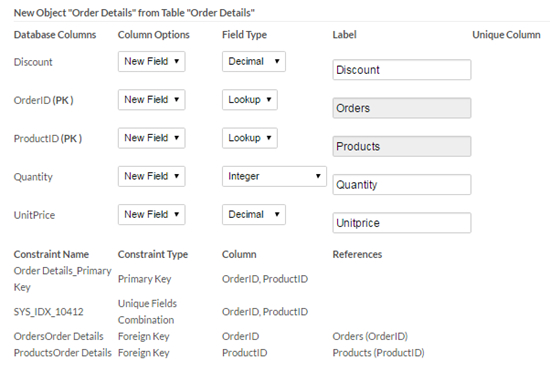 New Object "Order Details" from Table "Order Details"
Database Columns Column Options Field Type Label Unique Column
Discount New Field Decimal Discount
OrderID (PK) New Field Lookup Orders
ProductID (PK) New Field Lookup Products
Quantity New Field Integer Quantity
UnitPrice New Field Decimal Unitprice
Constraint Name Constraint Type Column References
Order Details_Primary
Key Primary Key OrderID, ProductID
SYS_IDX_10412 Unique Fields
Combination OrderID, ProductID
OrdersOrder Details Foreign Key OrderID Orders (OrderID)
ProductsOrder Details Foreign Key ProductID Products (ProductID)